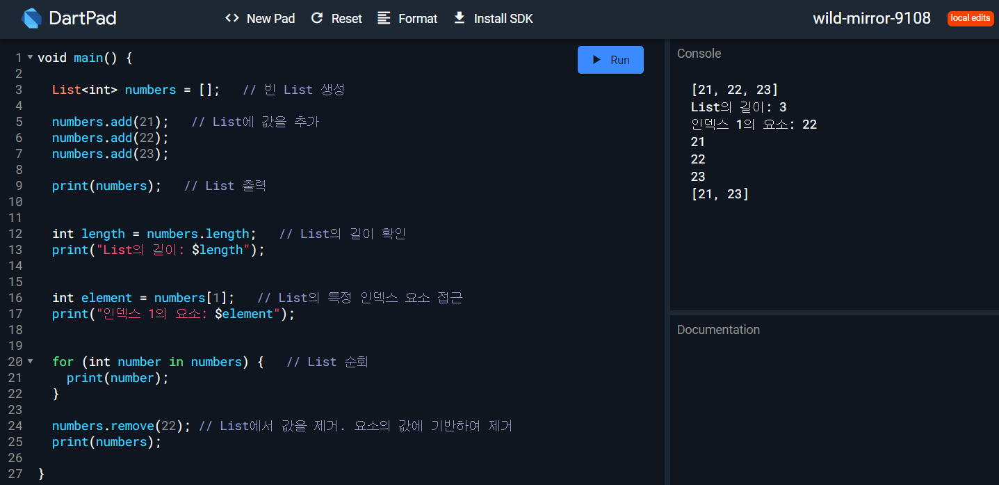 DartPad
<> New Pad Reset Format Install SDK
wild-mirror-9108 local edits
Run
1 void main() {
2
3 List<int> numbers = []; // 빈 List 생성
4
5 numbers.add(21); // List에 값을 추가
6 numbers.add(22);
7 numbers.add(23);
8
9 print(numbers); // List 출력
10
11
12 int length = numbers.length; // List의 길이 확인
13 print("List의 길이: $length");
14
15
16 int element = numbers[1]; // List의 특정 인덱스 요소 접근
17 print("인덱스 1의 요소: $element");
18
19
20 for (int number in numbers) { // List 순회
21 print(number);
22 }
23
24 numbers.remove(22); // List에서 값을 제거. 요소의 값에 기반하여 제거
25 print(numbers);
26
27 }
Console
[21, 22, 23]
List의 길이: 3
인덱스 1의 요소: 22
21
22
23
[21, 23]
Documentation